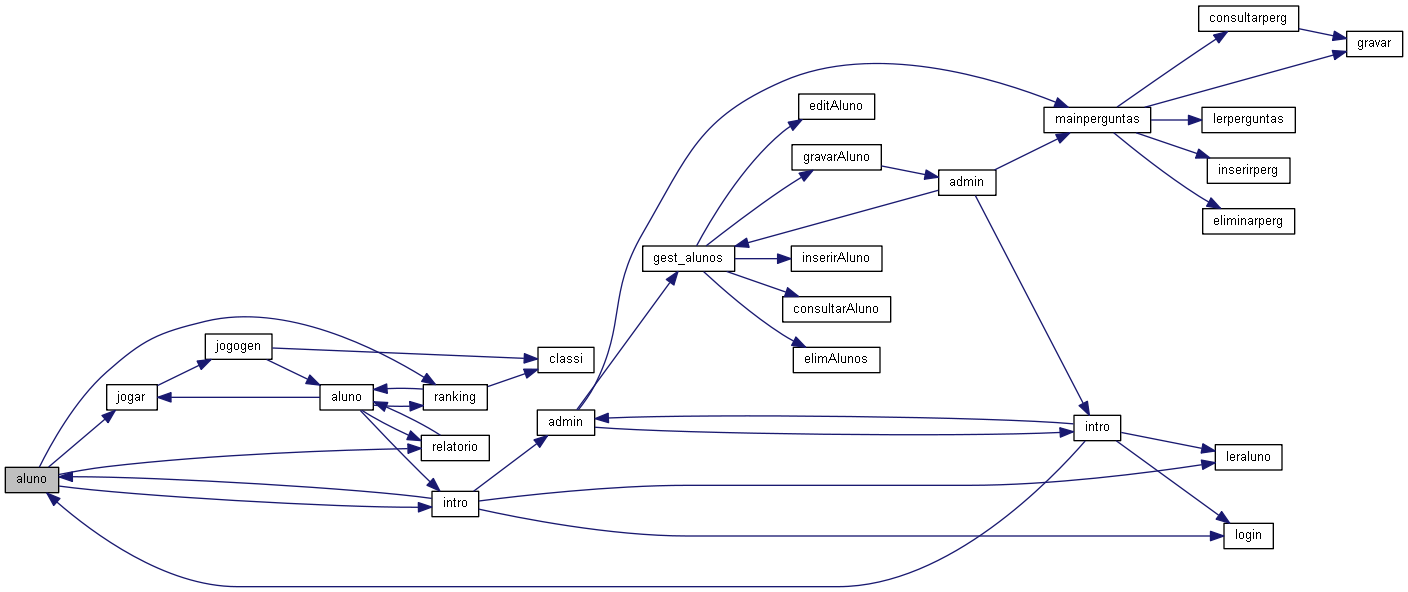 consultarperg
gravar
editAluno
mainperguntas
lerperguntas
gravarAluno
inserirperg
admin
eliminarperg
gest_alunos
inserirAluno
consultarAluno
jogogen
classi
elimAlunos
jogar
aluno
ranking
admin
intro
relatorio
leraluno
aluno
intro
login